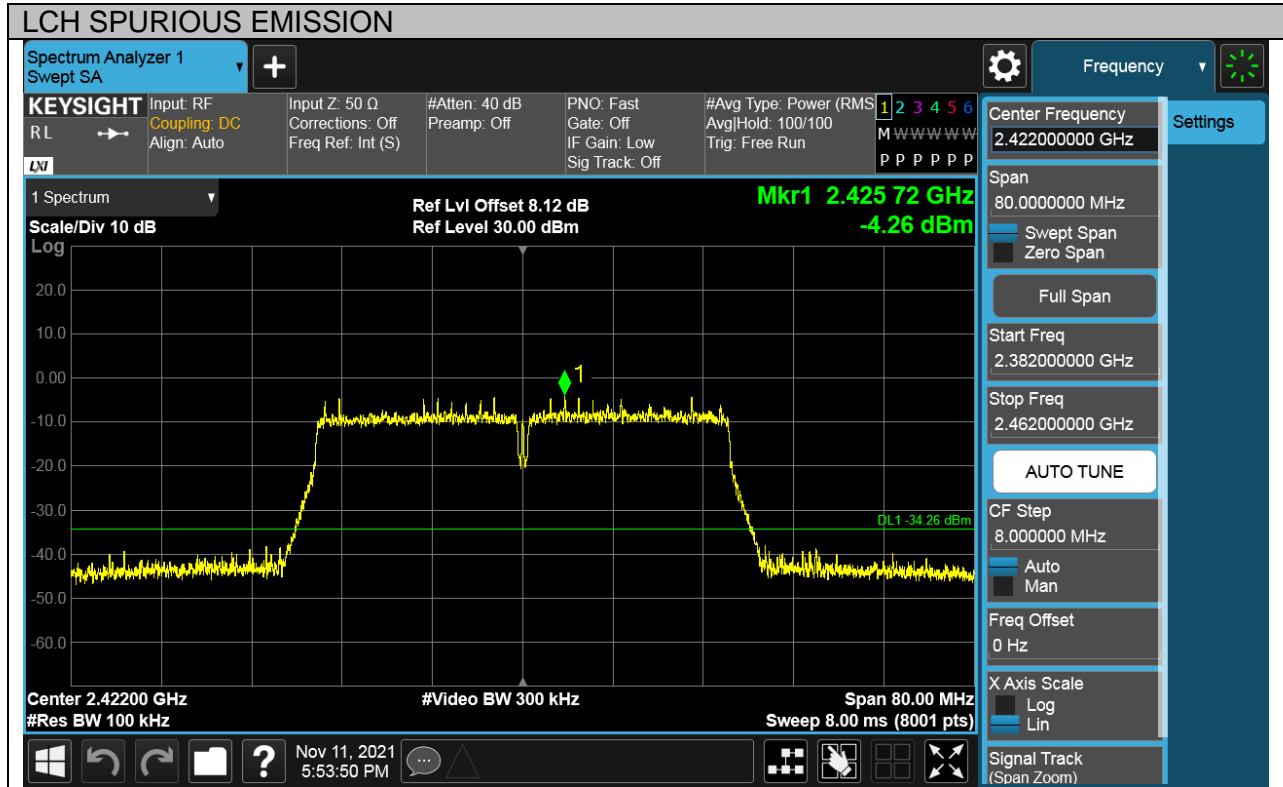 LCH SPURIOUS EMISSION
Spectrum Analyzer 1
Swept SA
Frequency
KEYSIGHT
RL
LXI
Input: RF
Coupling: DC
Align: Auto
Input Z: 50 Ω
Corrections: Off
Freq Ref: Int (S)
#Atten: 40 dB
Preamp: Off
PNO: Fast
Gate: Off
IF Gain: Low
Sig Track: Off
#Avg Type: Power (RMS
Avg|Hold: 100/100
Trig: Free Run
1 2 3 4 5 6
M W W W W W
P P P P P P
1 Spectrum
Scale/Div 10 dB
Ref Lvl Offset 8.12 dB
Ref Level 30.00 dBm
Mkr1 2.425 72 GHz
-4.26 dBm
Log
20.0
10.0
0.00
-10.0
-20.0
-30.0
-40.0
-50.0
-60.0
1
DL1 -34.26 dBm
Center 2.42200 GHz
#Res BW 100 kHz
#Video BW 300 kHz
Span 80.00 MHz
Sweep 8.00 ms (8001 pts)
Nov 11, 2021
5:53:50 PM
?
Center Frequency
2.422000000 GHz
Settings
Span
80.0000000 MHz
Swept Span
Zero Span
Full Span
Start Freq
2.382000000 GHz
Stop Freq
2.462000000 GHz
AUTO TUNE
CF Step
8.000000 MHz
Auto
Man
Freq Offset
0 Hz
X Axis Scale
Log
Lin
Signal Track
(Span Zoom)